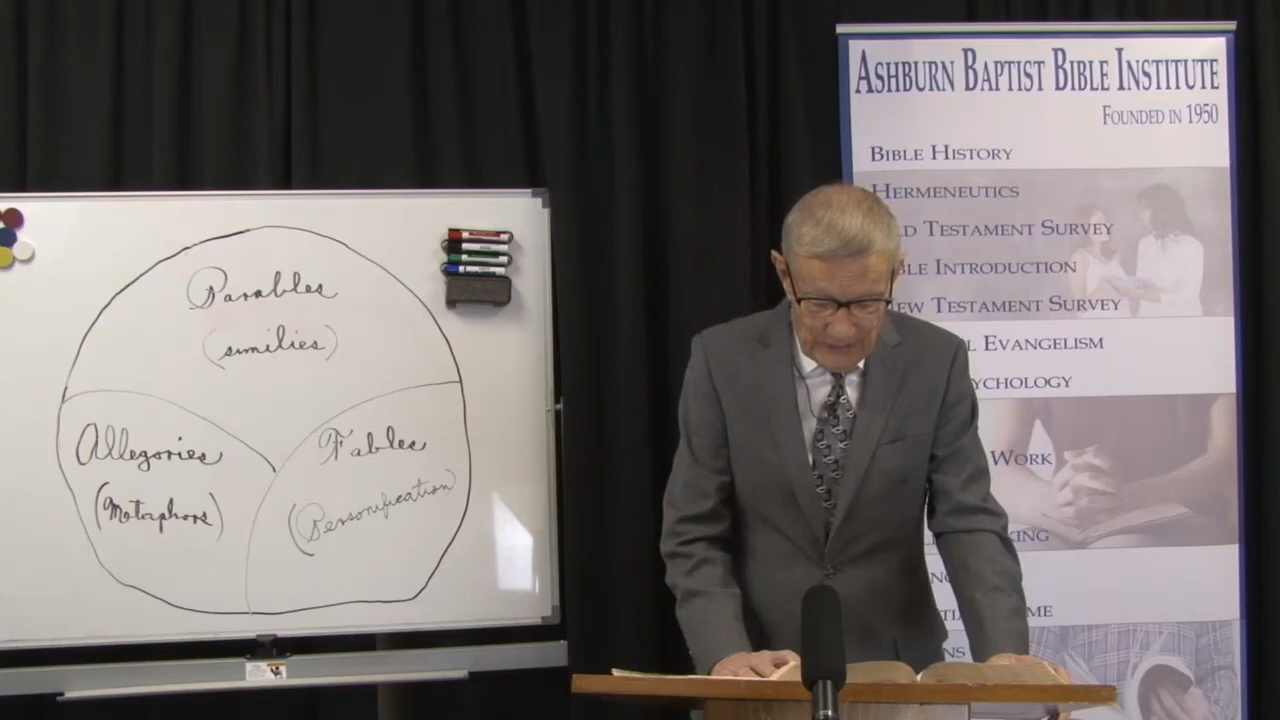 Parables
(similies)
Allegories
(Metaphors)
Fables
(Personification)
ASHBURN BAPTIST BIBLE INSTITUTE
FOUNDED IN 1950
BIBLE HISTORY
HERMENEUTICS
TESTAMENT SURVEY
INTRODUCTION
TESTAMENT SURVEY
EVANGELISM
WORK